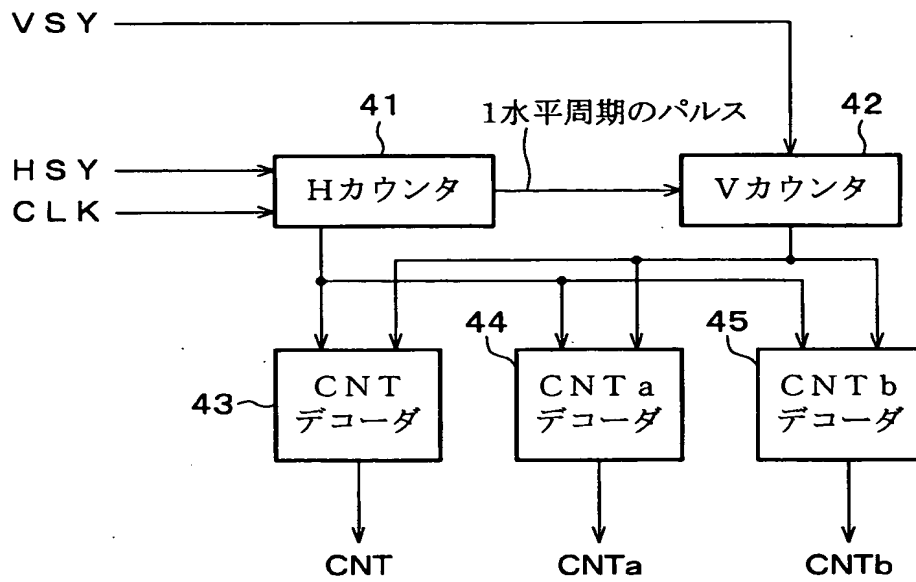 VSY
41
1水平周期のパルス
42
HSY
CLK
Hカウンタ
Vカウンタ
43
CNT
デコーダ
44
CNTa
デコーダ
45
CNTb
デコーダ
CNT
CNTa
CNTb